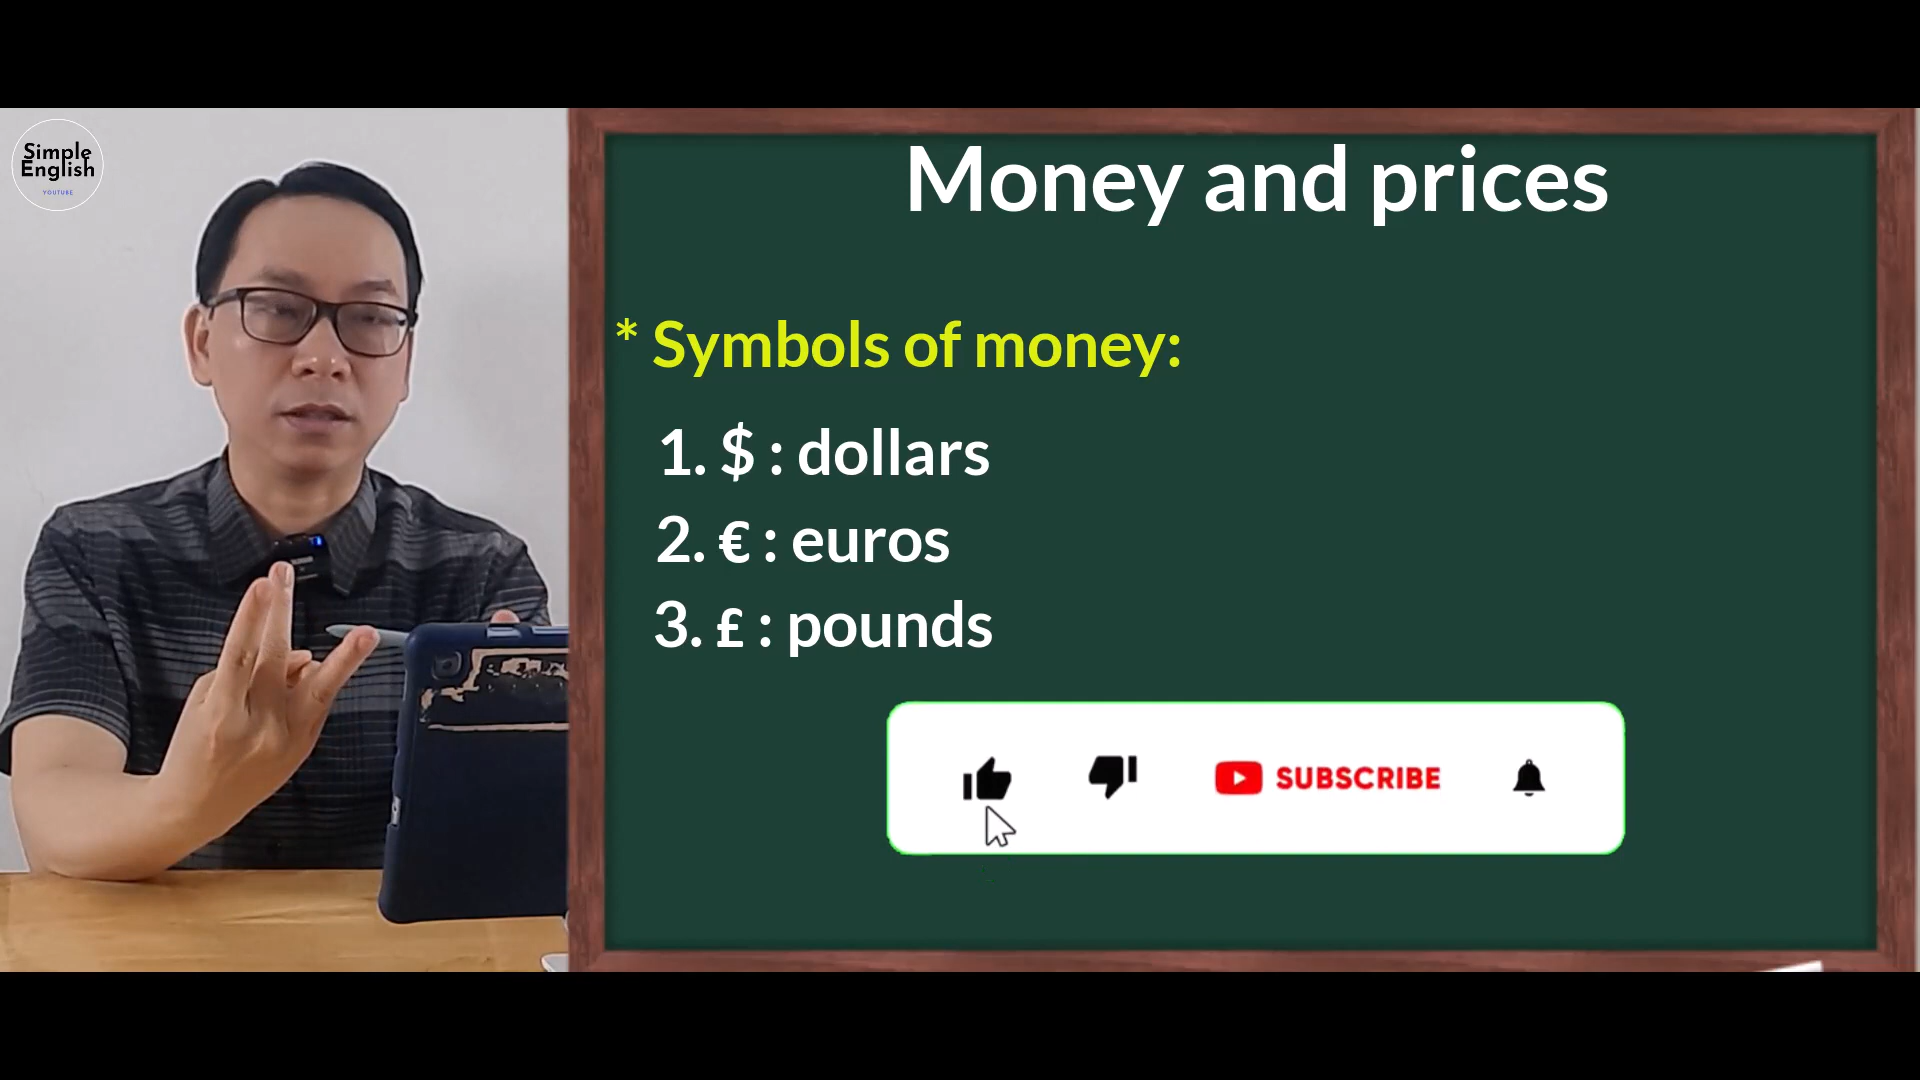 Simple
English
YOUTUBE
Money and prices
* Symbols of money:
1. $ : dollars
2. € : euros
3. £ : pounds
SUBSCRIBE